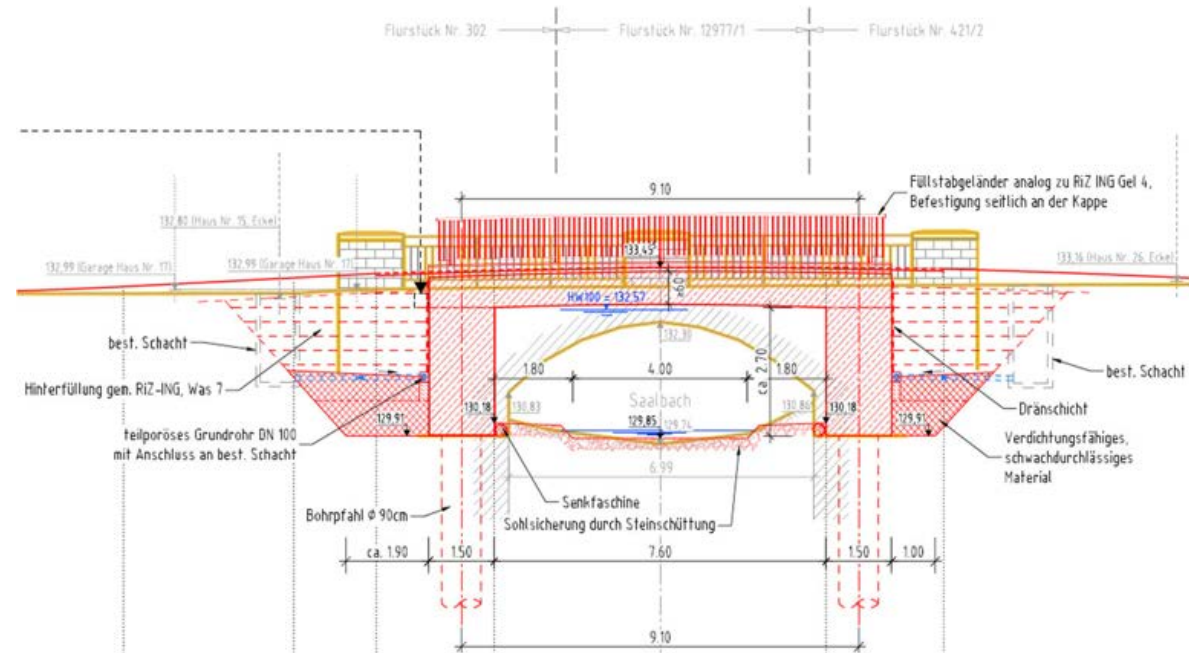 Flurstück Nr. 302
Flurstück Nr. 12977/1
Flurstück Nr. 421/2
9.10
Füllstabgeländer analog zu RiZ ING Gel 4,
Befestigung seitlich an der Kappe
132,80 (Haus Nr. 15, Ecke)
132,99 (Garage Haus Nr. 17)
132,99 (Garage Haus Nr. 17)
133,45
133,16 (Haus Nr. 26, Ecke)
≥60
HW100 = 132.57
132,30
best. Schacht
best. Schacht
Hinterfüllung gem. RiZ-ING, Was 7
1.80
4.00
1.80
ca. 2.70
Saalbach
130,18
130,83
130,86
130,18
129,91
129,85
129,74
129,91
Dränschicht
teilporöses Grundrohr DN 100
mit Anschluss an best. Schacht
Verdichtungsfähiges,
schwachdurchlässiges
Material
6.99
Senkfaschine
Bohrpfahl Ø 90cm
Sohlsicherung durch Steinschüttung
ca. 1.90
1.50
7.60
1.50
1.00
9.10